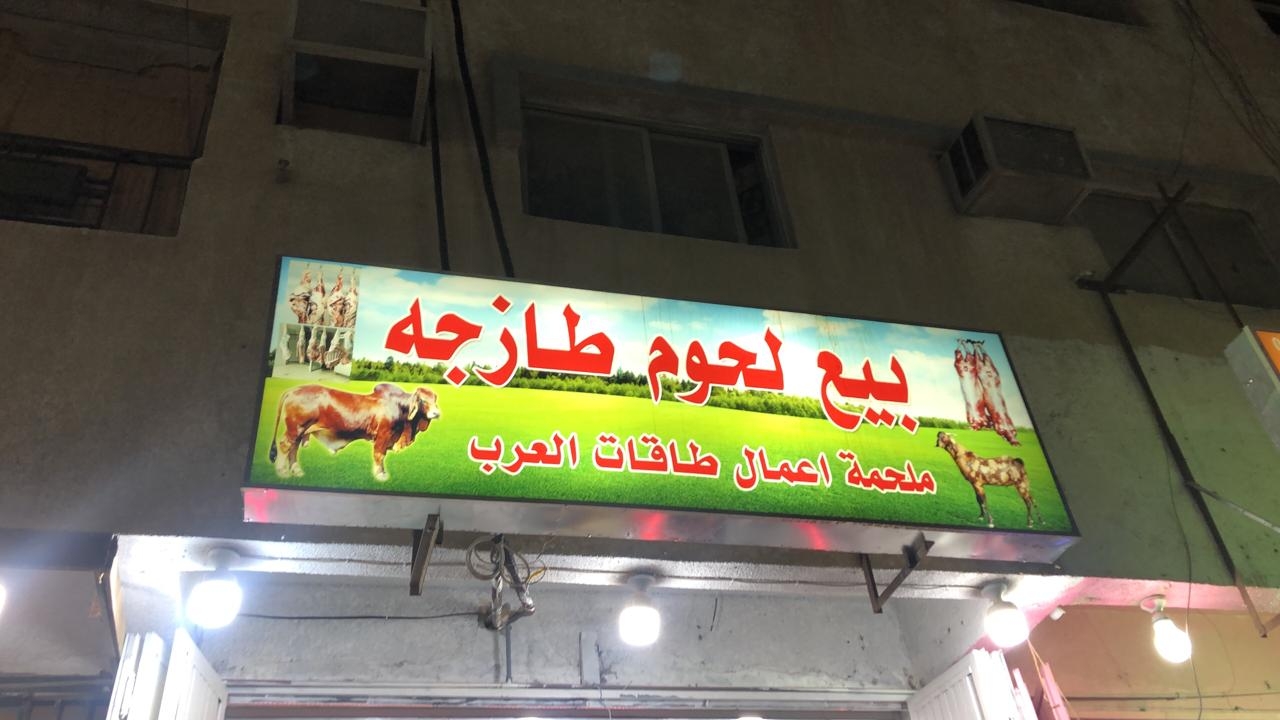 بيع لحوم طازجه
ملحمة اعمال طاقات العرب